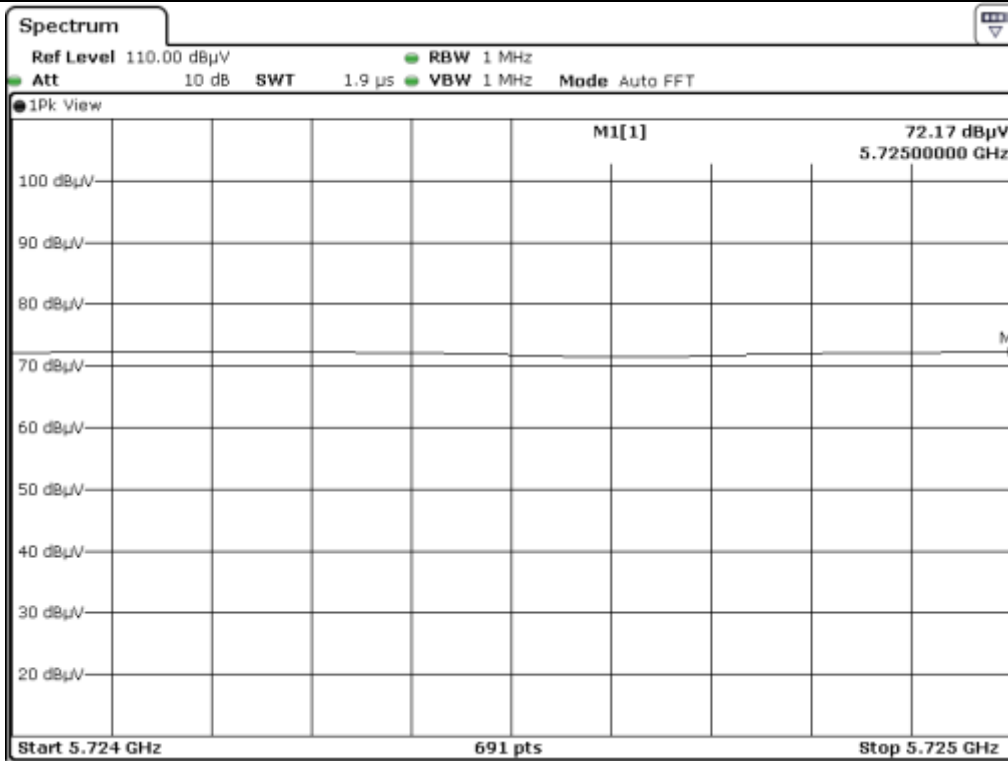 Spectrum
Ref Level 110.00 dBµV RBW 1 MHz
Att 10 dB SWT 1.9 µs VBW 1 MHz Mode Auto FFT
1Pk View
M1[1] 72.17 dBµV
5.72500000 GHz
100 dBµV
90 dBµV
80 dBµV
M
70 dBµV
60 dBµV
50 dBµV
40 dBµV
30 dBµV
20 dBµV
Start 5.724 GHz 691 pts Stop 5.725 GHz